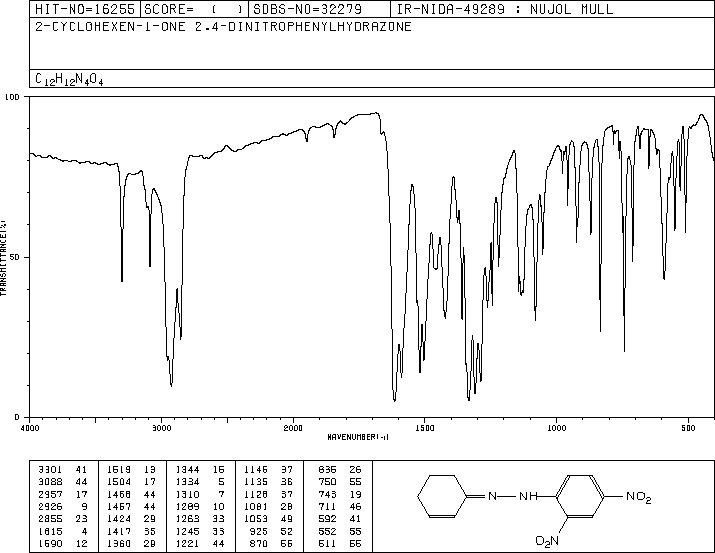 HIT-NO=16255 SCORE= ( ) SDBS-NO=32279 IR-NIDA-49289 : NUJOL MULL
2-CYCLOHEXEN-1-ONE 2,4-DINITROPHENYLHYDRAZONE
C12H12N4O4
100
50
0
TRANSMITTANCE(%)
4000 3000 2000 1500 1000 500
WAVENUMBER(-1)
3301 41 1519 13 1344 15 1146 37 836 26
3088 44 1504 17 1334 5 1135 36 750 55
2957 17 1468 44 1310 7 1128 37 743 19
2926 9 1457 44 1289 10 1081 28 711 46
2855 23 1424 29 1263 33 1053 49 592 41
1615 4 1417 35 1245 33 925 52 552 55
1590 12 1360 29 1221 44 870 55 511 55
N NH NO2
O2N